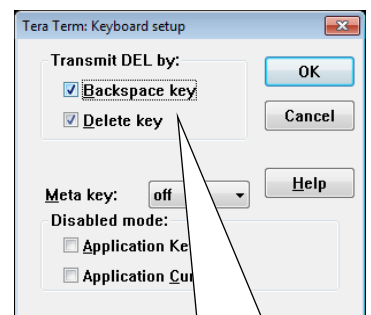 Tera Term: Keyboard setup
Transmit DEL by:
Backspace key
Delete key
OK
Cancel
Meta key:
off
Help
Disabled mode:
Application Ke
Application Cu